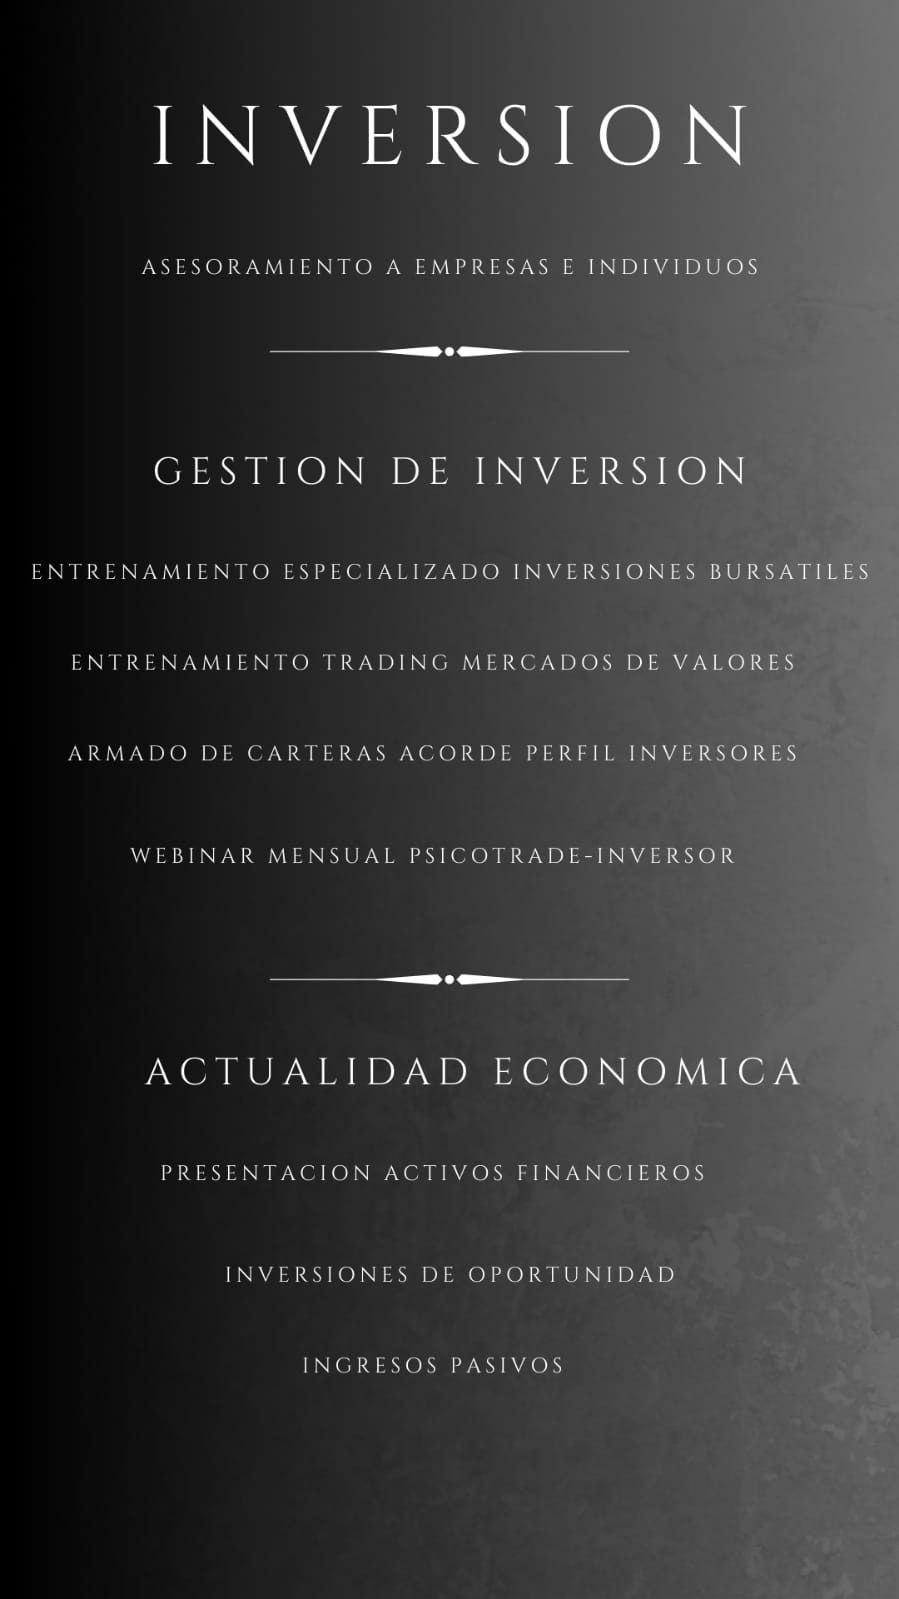 INVERSION
ASESORAMIENTO A EMPRESAS E INDIVIDUOS
GESTION DE INVERSION
ENTRENAMIENTO ESPECIALIZADO INVERSIONES BURSATILES
ENTRENAMIENTO TRADING MERCADOS DE VALORES
ARMADO DE CARTERAS ACORDE PERFIL INVERSORES
WEBINAR MENSUAL PSICOTRADE-INVERSOR
ACTUALIDAD ECONOMICA
PRESENTACION ACTIVOS FINANCIEROS
INVERSIONES DE OPORTUNIDAD
INGRESOS PASIVOS